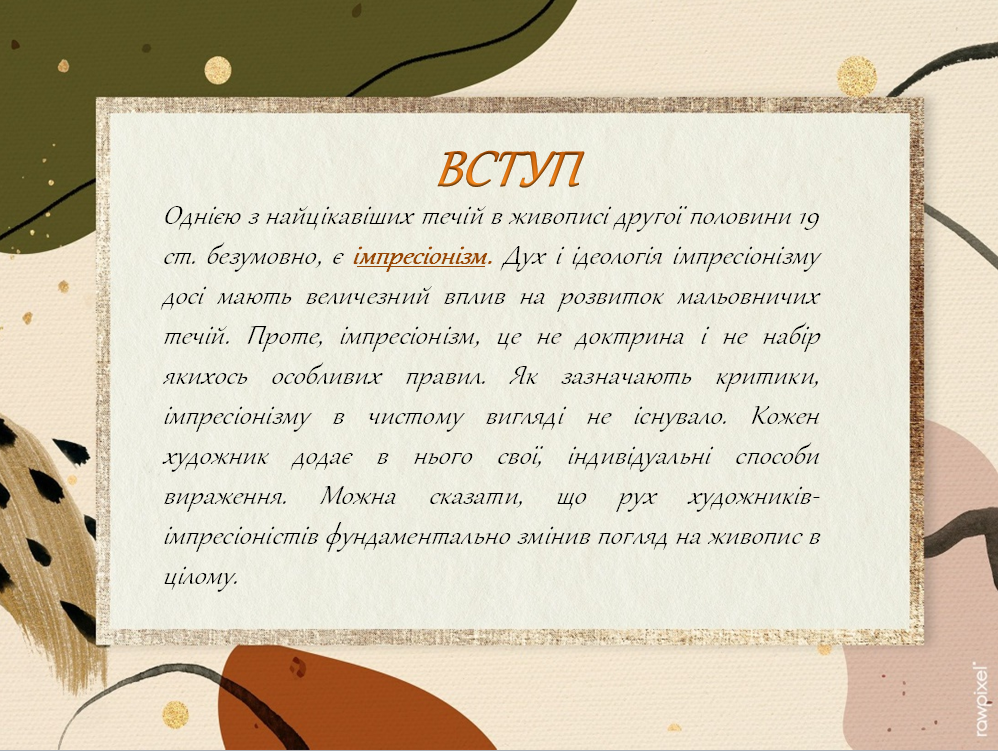 ВСТУП
Однією з найцікавіших течій в живописі другої половини 19
ст. безумовно, є імпресіонізм. Дух і ідеологія імпресіонізму
досі мають величезний вплив на розвиток мальовничих
течій. Проте, імпресіонізм, це не доктрина і не набір
якихось особливих правил. Як зазначають критики,
імпресіонізму в чистому вигляді не існувало. Кожен
художник додає в нього свої, індивідуальні способи
вираження. Можна сказати, що рух художників-
імпресіоністів фундаментально змінив погляд на живопис в
цілому.
rawpixel